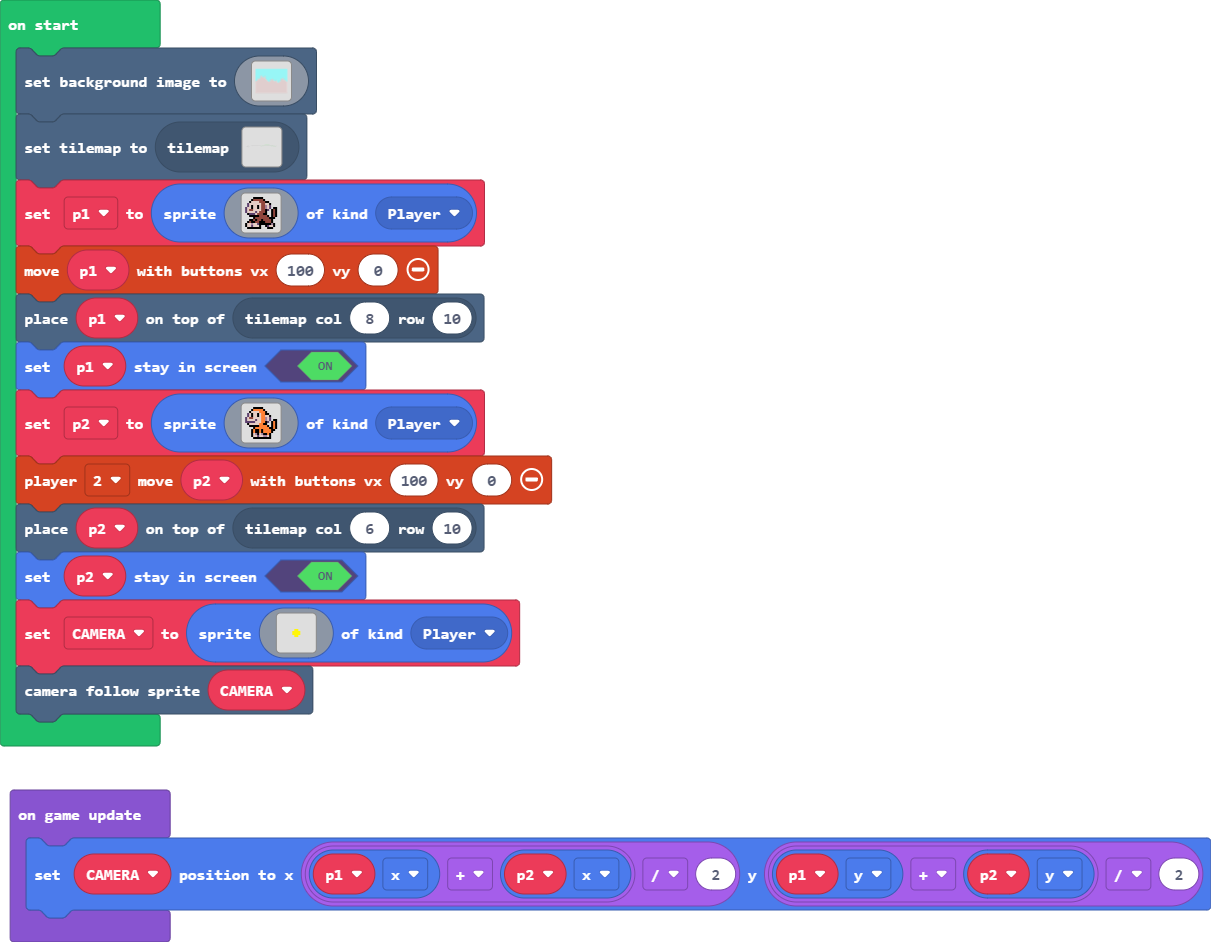 on start
set background image to
set tilemap to tilemap
set p1 to sprite of kind Player
move p1 with buttons vx 100 vy 0
place p1 on top of tilemap col 8 row 10
set p1 stay in screen ON
set p2 to sprite of kind Player
player 2 move p2 with buttons vx 100 vy 0
place p2 on top of tilemap col 6 row 10
set p2 stay in screen ON
set CAMERA to sprite of kind Player
camera follow sprite CAMERA
on game update
set CAMERA position to x p1 x + p2 x / 2 y p1 y + p2 y / 2